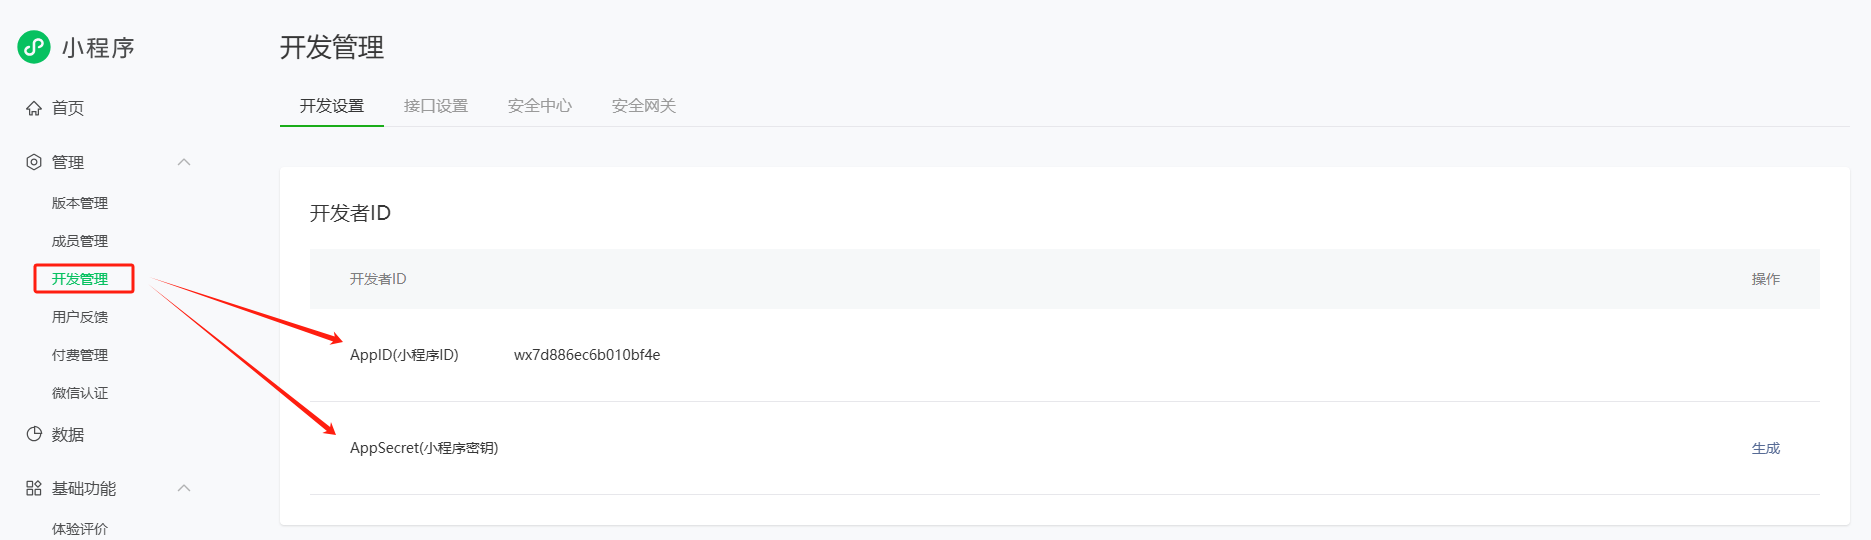 小程序
首页
管理
版本管理
成员管理
开发管理
用户反馈
付费管理
微信认证
数据
基础功能
体验评价
开发管理
开发设置 接口设置 安全中心 安全网关
开发者ID
开发者ID 操作
AppID(小程序ID) wx7d886ec6b010bf4e
AppSecret(小程序密钥) 生成